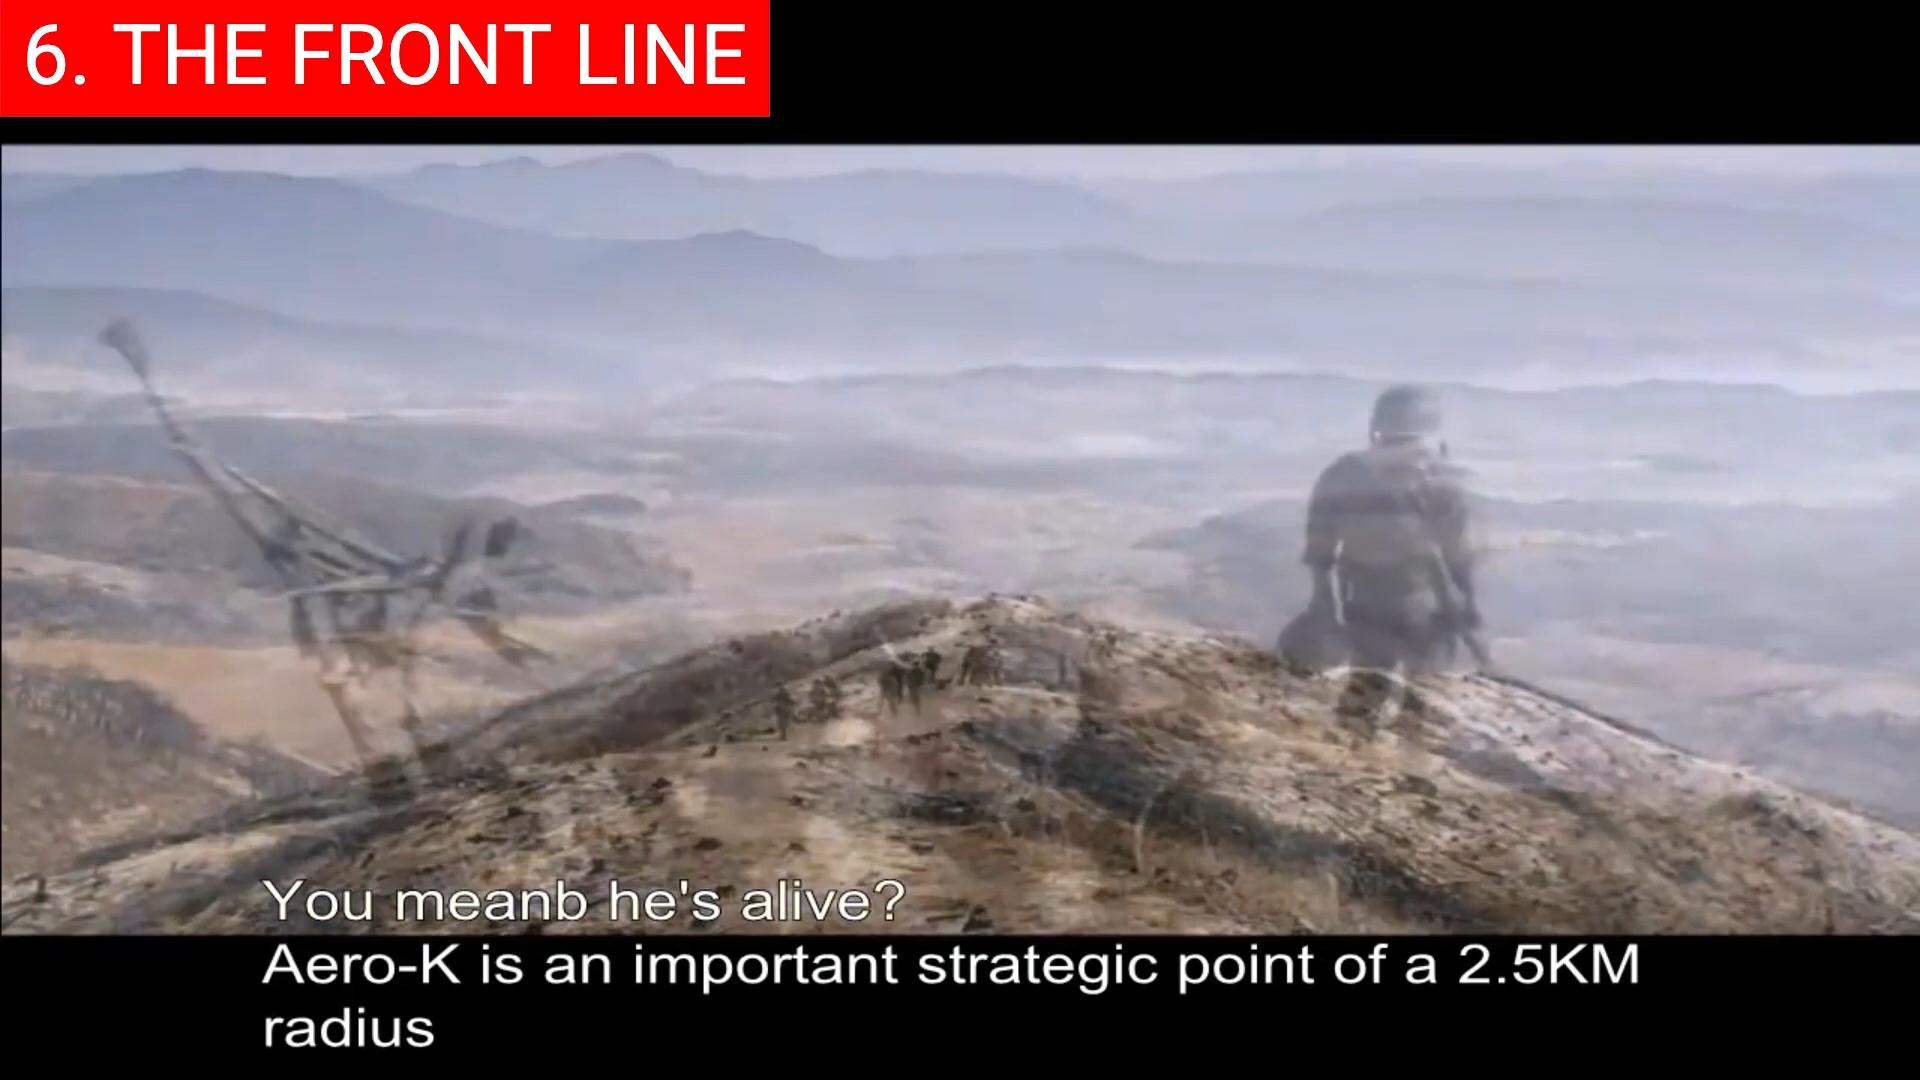 6. THE FRONT LINE
You meanb he's alive?
Aero-K is an important strategic point of a 2.5KM
radius